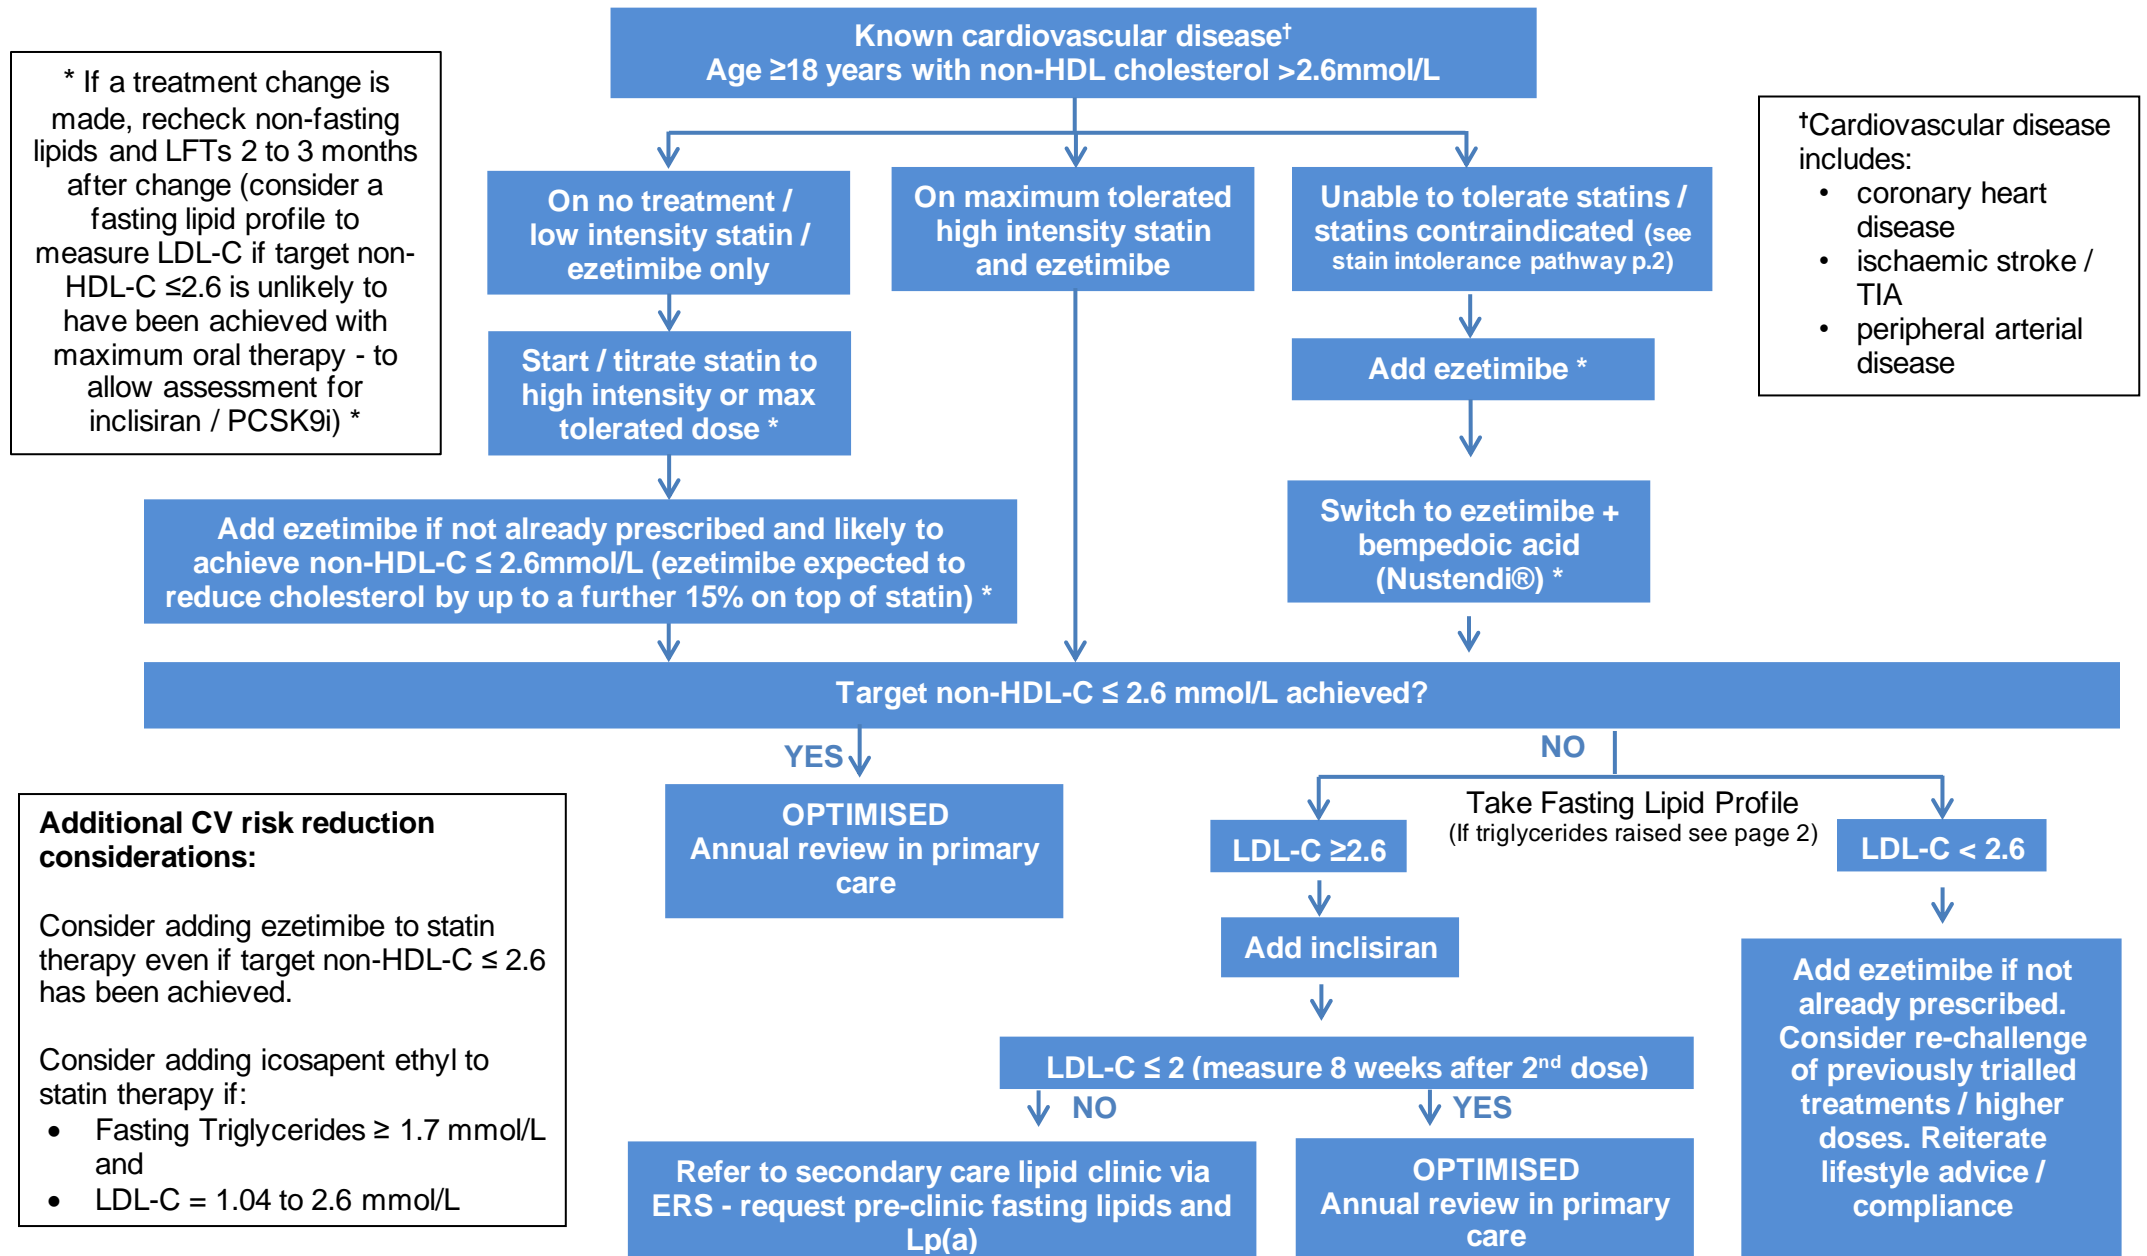 Known cardiovascular disease†
Age ≥18 years with non-HDL cholesterol >2.6mmol/L
* If a treatment change is
made, recheck non-fasting
lipids and LFTs 2 to 3 months
after change (consider a
fasting lipid profile to
measure LDL-C if target non-
HDL-C ≤2.6 is unlikely to
have been achieved with
maximum oral therapy - to
allow assessment for
inclisiran / PCSK9i) *
†Cardiovascular disease
includes:
• coronary heart
disease
• ischaemic stroke /
TIA
• peripheral arterial
disease
On no treatment /
low intensity statin /
ezetimibe only
On maximum tolerated
high intensity statin
and ezetimibe
Unable to tolerate statins /
statins contraindicated (see
stain intolerance pathway p.2)
Start / titrate statin to
high intensity or max
tolerated dose *
Add ezetimibe *
Add ezetimibe if not already prescribed and likely to
achieve non-HDL-C ≤ 2.6mmol/L (ezetimibe expected to
reduce cholesterol by up to a further 15% on top of statin) *
Switch to ezetimibe +
bempedoic acid
(Nustendi®) *
Target non-HDL-C ≤ 2.6 mmol/L achieved?
YES
NO
OPTIMISED
Annual review in primary
care
Take Fasting Lipid Profile
(If triglycerides raised see page 2)
LDL-C ≥2.6
LDL-C < 2.6
Add inclisiran
LDL-C ≤ 2 (measure 8 weeks after 2nd dose)
NO
YES
Refer to secondary care lipid clinic via
ERS - request pre-clinic fasting lipids and
Lp(a)
OPTIMISED
Annual review in primary
care
Add ezetimibe if not
already prescribed.
Consider re-challenge
of previously trialled
treatments / higher
doses. Reiterate
lifestyle advice /
compliance
Additional CV risk reduction
considerations:
Consider adding ezetimibe to statin
therapy even if target non-HDL-C ≤ 2.6
has been achieved.
Consider adding icosapent ethyl to
statin therapy if:
• Fasting Triglycerides ≥ 1.7 mmol/L
and
• LDL-C = 1.04 to 2.6 mmol/L